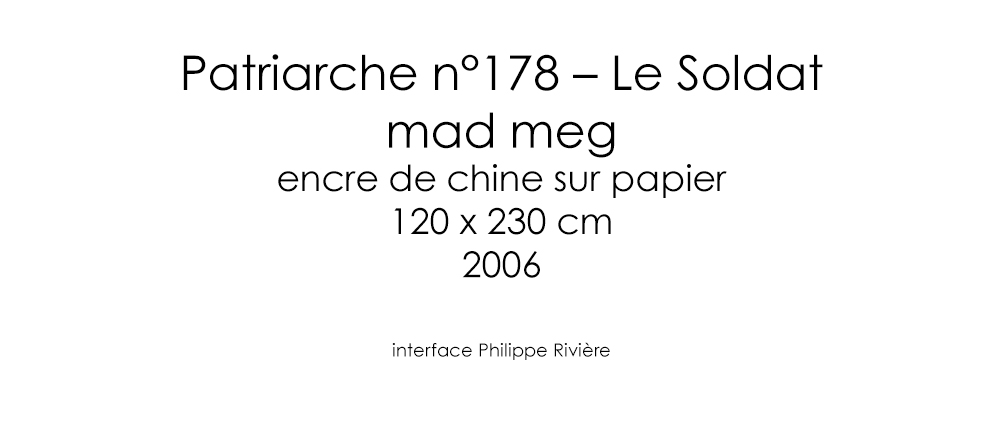 Patriarche n°178 – Le Soldat
mad meg
encre de chine sur papier
120 x 230 cm
2006
interface Philippe Rivière